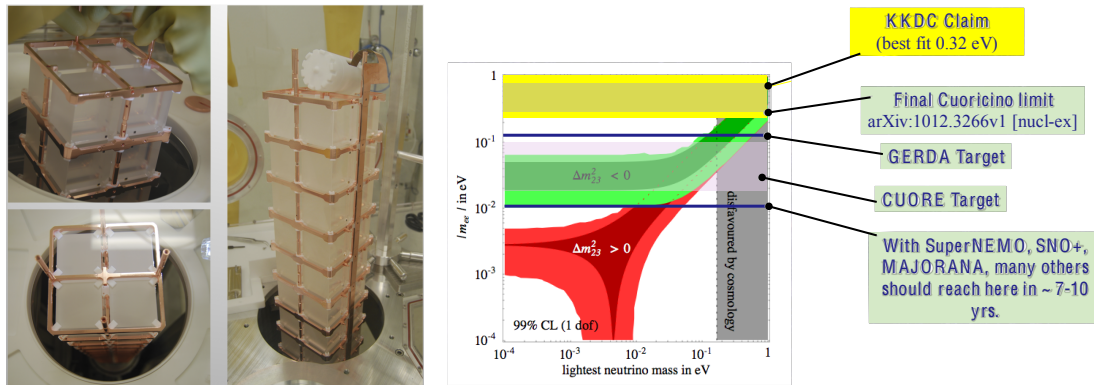 KKDC Claim
(best fit 0.32 eV)
Final Cuoricino limit
arXiv:1012.3266v1 [nucl-ex]
GERDA Target
CUORE Target
With SuperNEMO, SNO+,
MAJORANA, many others
should reach here in ~ 7-10
yrs.
1
10⁻¹
10⁻²
10⁻³
10⁻⁴
| mₑₑ | in eV
Δm²₂₃ < 0
Δm²₂₃ > 0
disfavoured by cosmology
99% CL (1 dof)
10⁻⁴ 10⁻³ 10⁻² 10⁻¹ 1
lightest neutrino mass in eV